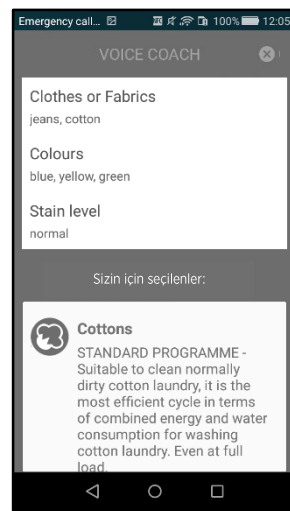 Emergency call... 100% 12:05
VOICE COACH
Clothes or Fabrics
jeans, cotton
Colours
blue, yellow, green
Stain level
normal
Sizin için seçilenler:
Cottons
STANDARD PROGRAMME -
Suitable to clean normally
dirty cotton laundry, it is the
most efficient cycle in terms
of combined energy and water
consumption for washing
cotton laundry. Even at full
load.